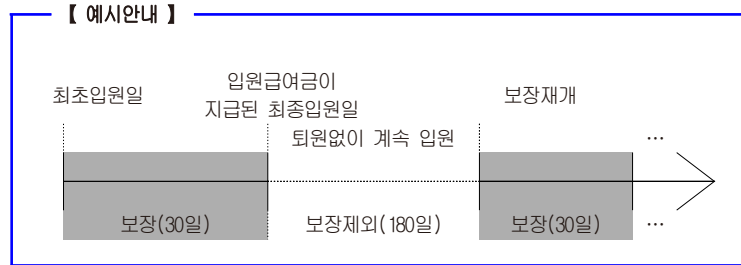 【 예시안내 】
최초입원일
입원급여금이
지급된 최종입원일
보장재개
퇴원없이 계속 입원
…
보장(30일)
보장제외(180일)
보장(30일)
…